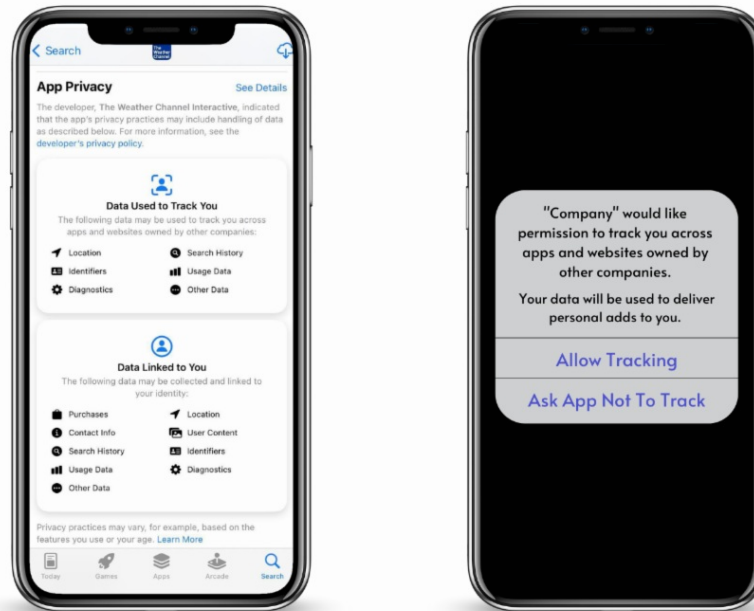 Search
The
Weather
Channel
App Privacy
See Details
The developer, The Weather Channel Interactive, indicated
that the app's privacy practices may include handling of data
as described below. For more information, see the
developer's privacy policy.
Data Used to Track You
The following data may be used to track you across
apps and websites owned by other companies:
Location
Search History
Identifiers
Usage Data
Diagnostics
Other Data
Data Linked to You
The following data may be collected and linked to
your identity:
Purchases
Location
Contact Info
User Content
Search History
Identifiers
Usage Data
Diagnostics
Other Data
Privacy practices may vary, for example, based on the
features you use or your age. Learn More
Today
Games
Apps
Arcade
Search
"Company" would like
permission to track you across
apps and websites owned by
other companies.
Your data will be used to deliver
personal adds to you.
Allow Tracking
Ask App Not To Track